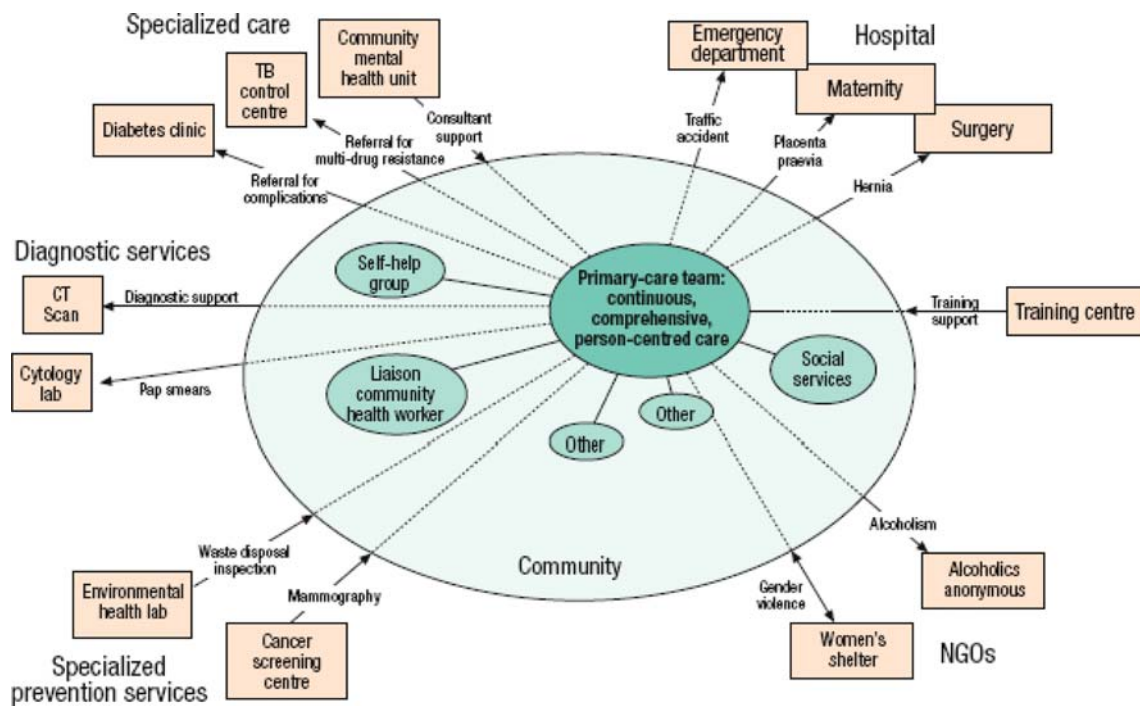 Specialized care
Community
mental
health unit
TB
control
centre
Diabetes clinic
Consultant
support
Referral for
multi-drug resistance
Referral for
complications
Emergency
department
Hospital
Maternity
Surgery
Traffic
accident
Placenta
praevia
Hernia
Diagnostic services
CT
Scan
Diagnostic support
Cytology
lab
Pap smears
Self-help
group
Primary-care team:
continuous,
comprehensive,
person-centred care
Liaison
community
health worker
Other
Other
Social
services
Training
support
Training centre
Community
Waste disposal
inspection
Environmental
health lab
Mammography
Cancer
screening
centre
Specialized
prevention services
Alcoholism
Alcoholics
anonymous
Gender
violence
Women's
shelter
NGOs